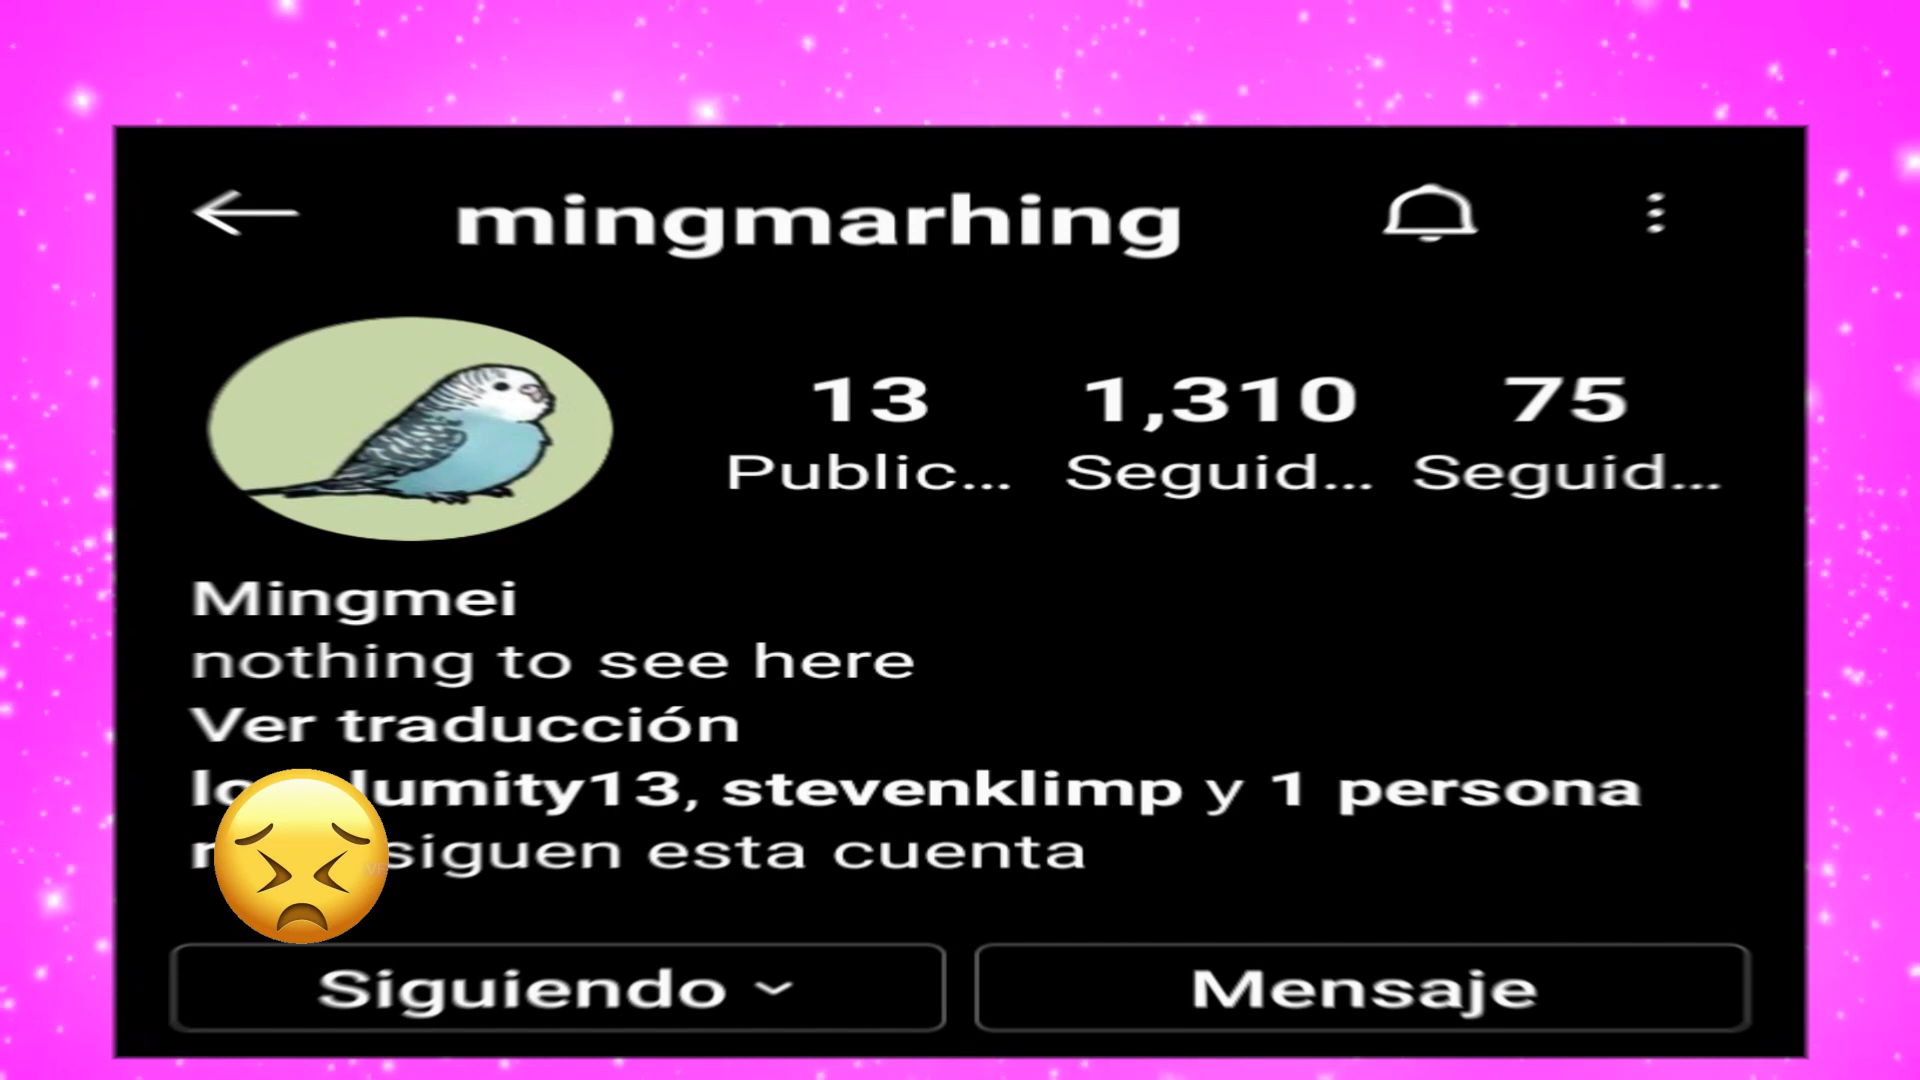 mingmarhing
13 1,310 75
Public... Seguid... Seguid...
Mingmei
nothing to see here
Ver traducción
lumity13, stevenklimp y 1 persona
siguen esta cuenta
Siguiendo Mensaje